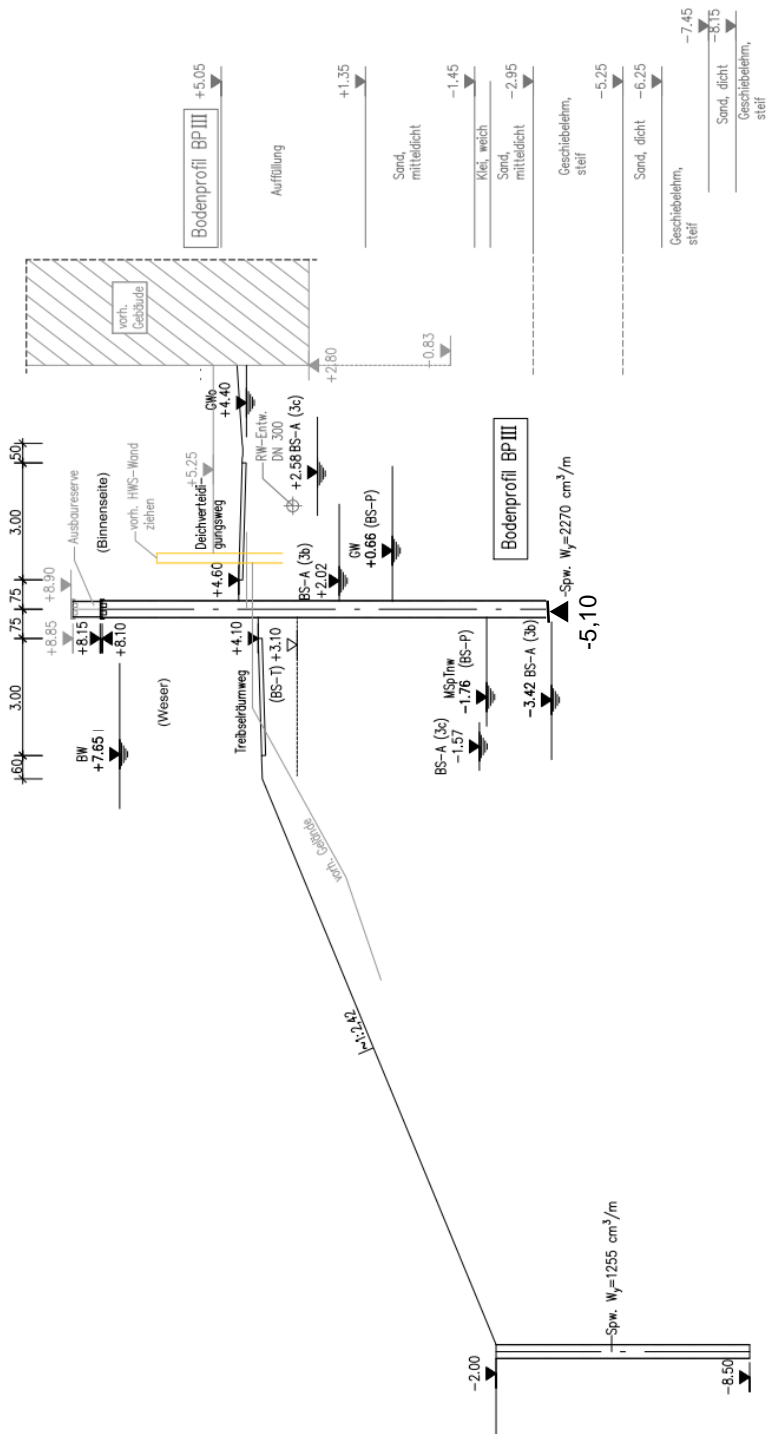 1.60
3.00
75
75
3.00
50
+8.85
+8.90
Ausbaureserve
+8.15
+8.10
(Binnenseite)
vorh. HWS-Wand
ziehen
BW
+7.65
(Weser)
+5.25
Deichverteidi-
gungsweg
+4.60
+4.10
Treibselräumweg
(BS-T) +3.10
GWo
+4.40
RW-Entw.
DN 300
+2.58 BS-A (3c)
BS-A (3b)
+2.02
GW
+0.66 (BS-P)
vorh.
Gebäude
+2.80
-0.83
vorh. Gelände
~1:2,42
MSpTnw
-1.76 (BS-P)
BS-A (3c)
-1.57
-3.42 BS-A (3b)
-5,10
Spw. Wy=2270 cm³/m
Bodenprofil BPIII
-2.00
Spw. Wy=1255 cm³/m
-8.50
Bodenprofil BPIII
+5.05
Auffüllung
+1.35
Sand,
mitteldicht
-1.45
Klei, weich
Sand,
mitteldicht
-2.95
Geschiebelehm,
steif
-5.25
Sand, dicht
-6.25
Geschiebelehm,
steif
-7.45
Sand, dicht
-8.15
Geschiebelehm,
steif